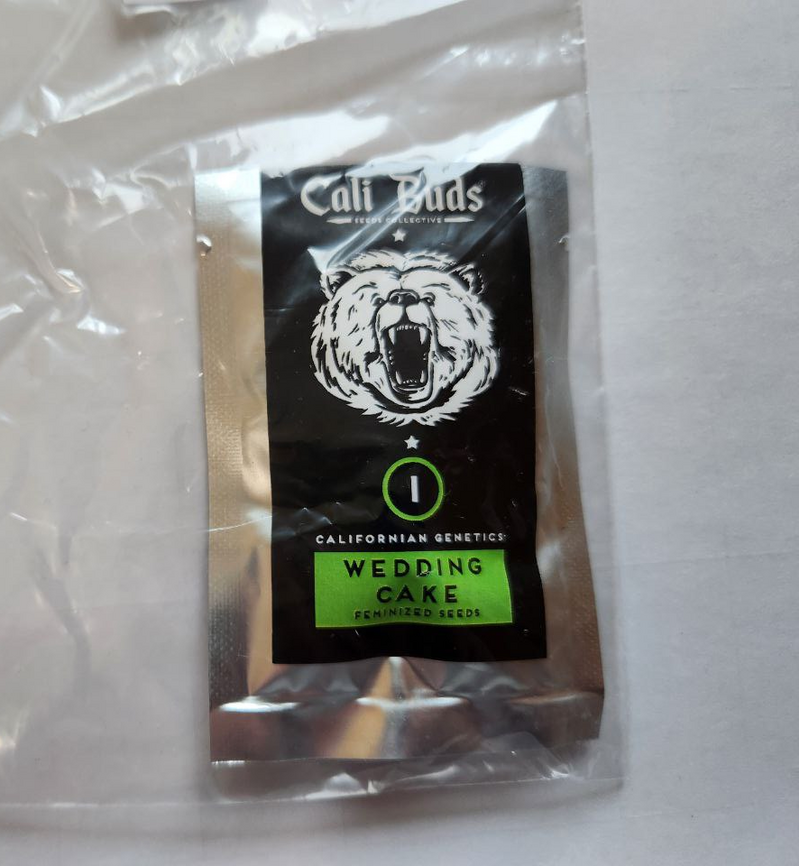 Cali Buds
SEEDS COLLECTIVE
1
CALIFORNIAN GENETICS
WEDDING
CAKE
FEMINIZED SEEDS